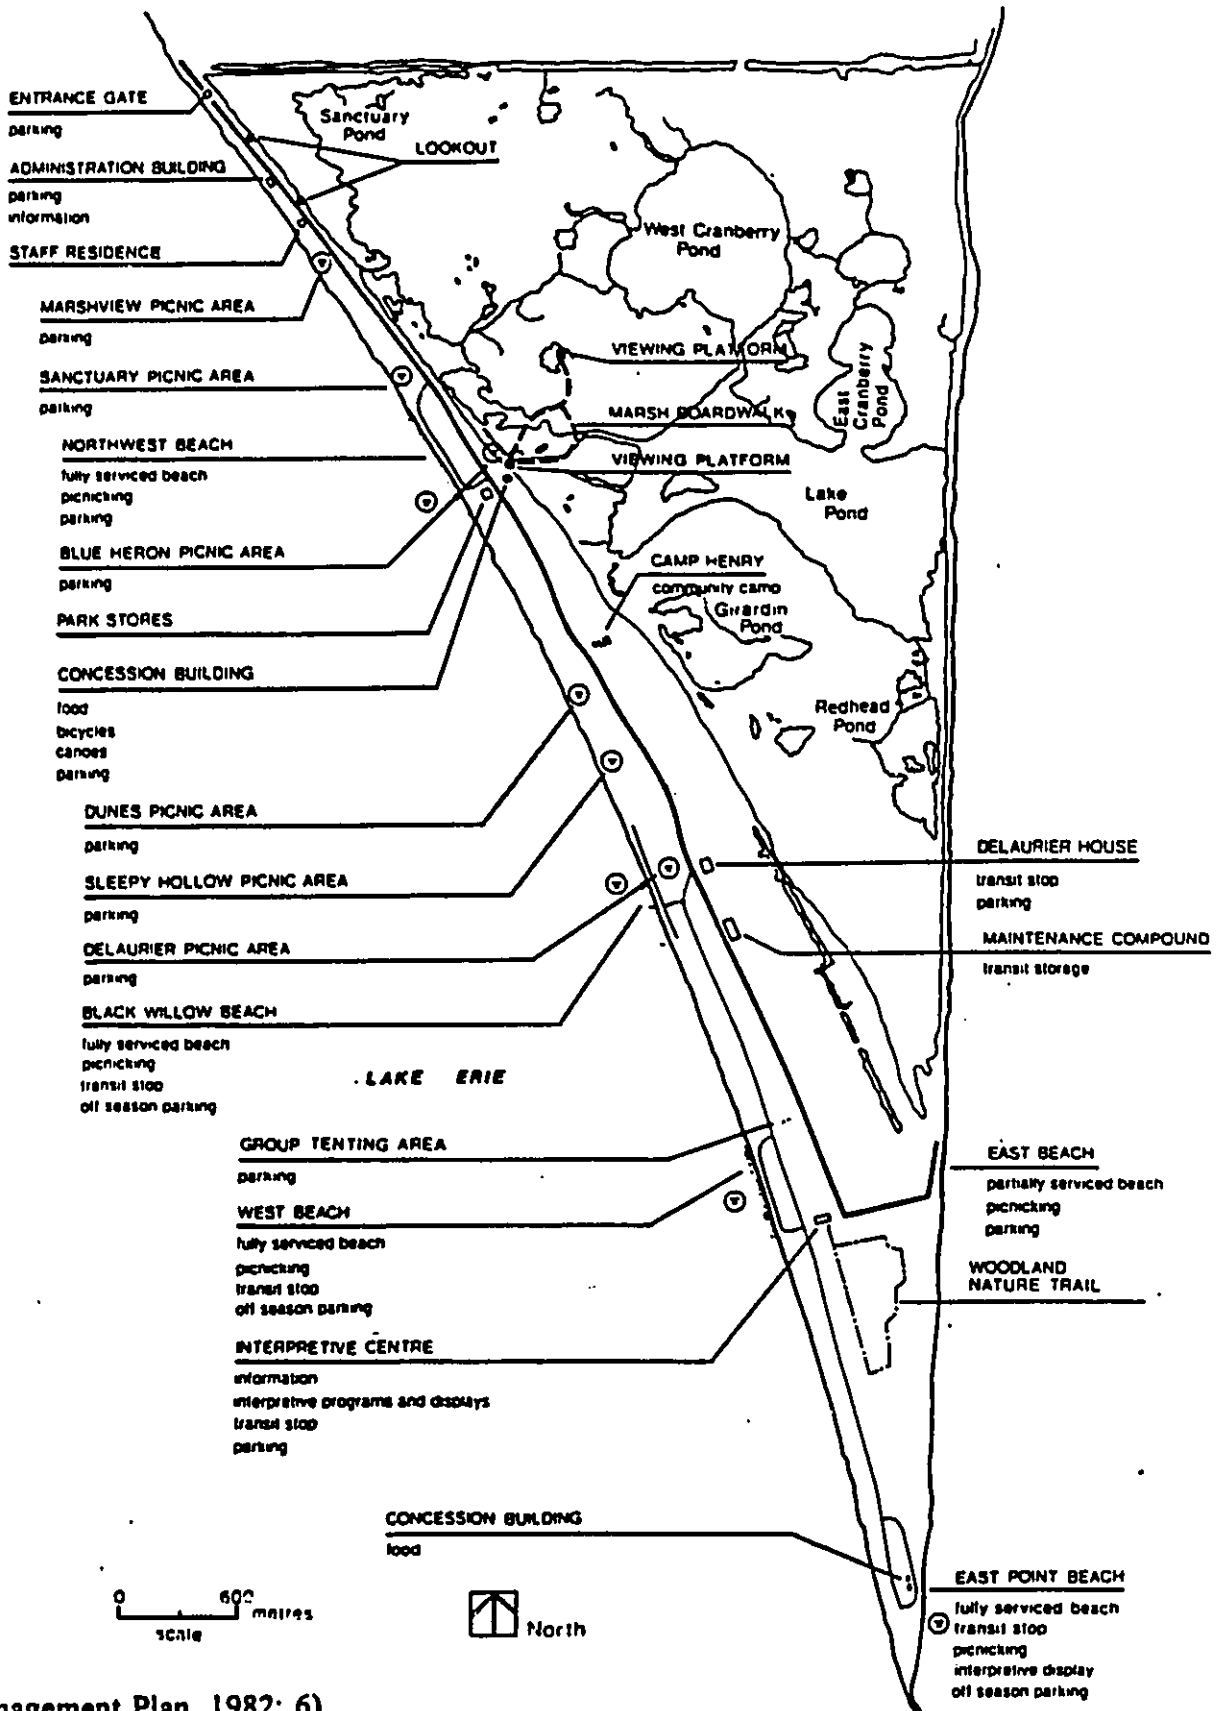 ENTRANCE GATE
parking
ADMINISTRATION BUILDING
parking
information
STAFF RESIDENCE
MARSHVIEW PICNIC AREA
parking
SANCTUARY PICNIC AREA
parking
NORTHWEST BEACH
fully serviced beach
picnicking
parking
BLUE HERON PICNIC AREA
parking
PARK STORES
CONCESSION BUILDING
food
bicycles
canoes
parking
DUNES PICNIC AREA
parking
SLEEPY HOLLOW PICNIC AREA
parking
DELAURIER PICNIC AREA
parking
BLACK WILLOW BEACH
fully serviced beach
picnicking
transit stop
off season parking
LAKE ERIE
GROUP TENTING AREA
parking
WEST BEACH
fully serviced beach
picnicking
transit stop
off season parking
INTERPRETIVE CENTRE
information
interpretive programs and displays
transit stop
parking
CONCESSION BUILDING
food
Sanctuary
Pond
LOOKOUT
West Cranberry
Pond
VIEWING PLATFORM
East
Cranberry
Pond
MARSH BOARDWALK
VIEWING PLATFORM
Lake
Pond
CAMP HENRY
community camp
Girardin
Pond
Redhead
Pond
DELAURIER HOUSE
transit stop
parking
MAINTENANCE COMPOUND
transit storage
EAST BEACH
partially serviced beach
picnicking
parking
WOODLAND
NATURE TRAIL
EAST POINT BEACH
fully serviced beach
transit stop
picnicking
interpretive display
off season parking
0 600 metres
scale
North
Plan, 1982: 6)